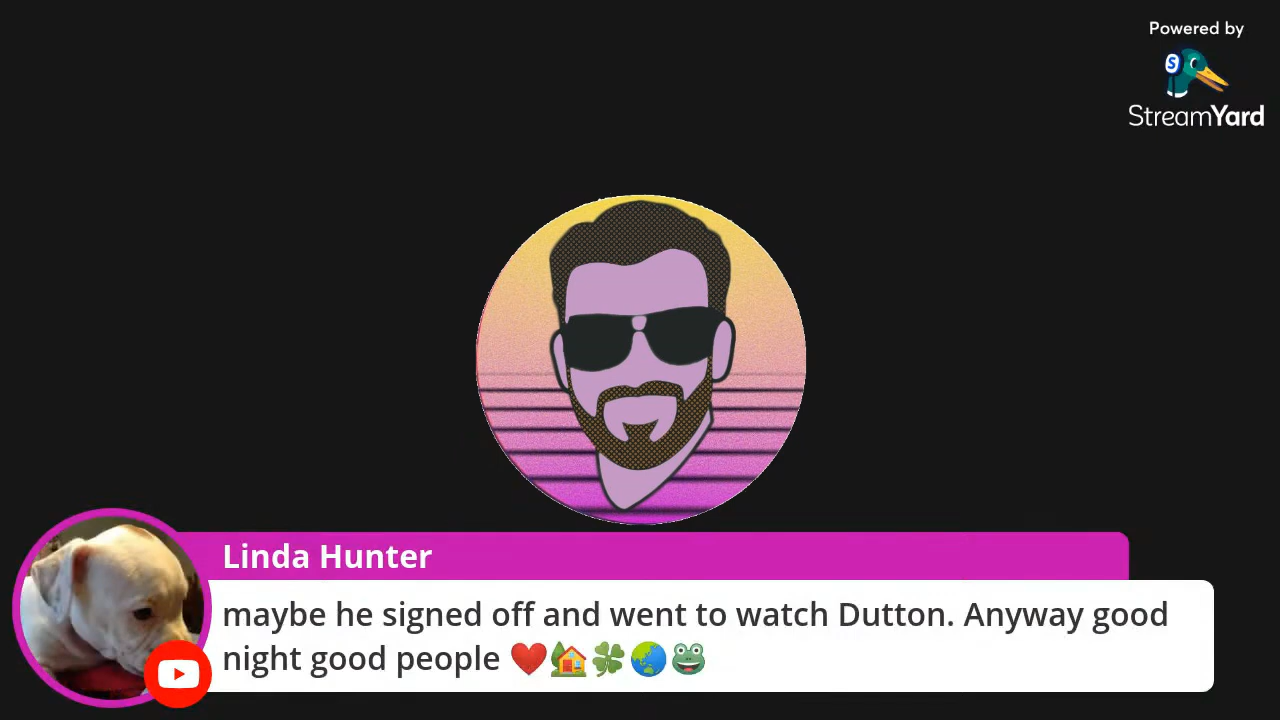 Powered by
S
StreamYard
Linda Hunter
maybe he signed off and went to watch Dutton. Anyway good
night good people ❤️🏡🍀🌏🐸